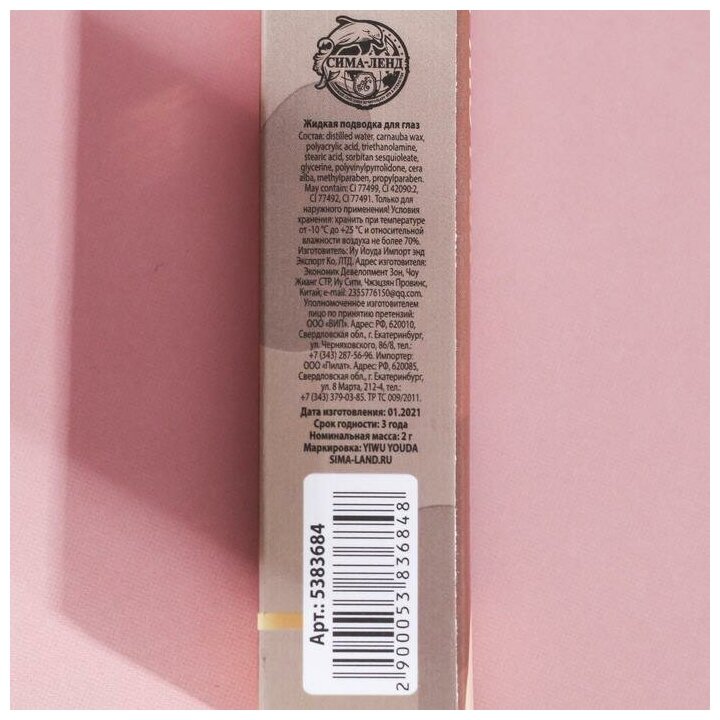 СИМА-ЛЕНД
Жидкая подводка для глаз
Состав: distilled water, carnauba wax,
polyacrylic acid, triethanolamine,
stearic acid, sorbitan sesquioleate,
glycerine, polyvinylpyrrolidone, cera
alba, methylparaben, propylparaben.
May contain: CI 77499, CI 42090:2,
CI 77492, CI 77491. Только для
наружного применения! Условия
хранения: хранить при температуре
от -10 °C до +25 °C и относительной
влажности воздуха не более 70%.
Изготовитель: Иу Иоуда Импорт энд
Экспорт Ко, ЛТД. Адрес изготовителя:
Экономик Девелопмент Зон, Чоу
Жианг СТР, Иу Сити, Чжэцзян Провинс,
Китай; e-mail: 2355776150@qq.com.
Уполномоченное изготовителем
лицо по принятию претензий:
ООО «ВИП». Адрес: РФ, 620010,
Свердловская обл., г. Екатеринбург,
ул. Черняховского, 86/8, тел.:
+7 (343) 287-56-96. Импортер:
ООО «Пилат». Адрес: РФ, 620085,
Свердловская обл., г. Екатеринбург,
ул. 8 Марта, 212-4, тел.:
+7 (343) 379-03-85. ТР ТС 009/2011.
Дата изготовления: 01.2021
Срок годности: 3 года
Номинальная масса: 2 г
Маркировка: YIWU YOUDA
SIMA-LAND.RU
Арт.: 5383684
2 900053 836848